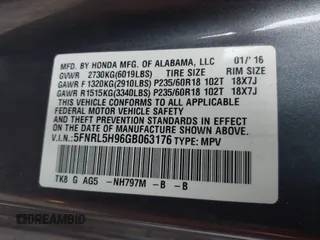 MFD. BY HONDA MFG. OF ALABAMA, LLC 01/'16
GVWR 2730KG(6019LBS) TIRE SIZE RIM SIZE
GAWR F 1320KG(2910LBS) P235/60R18 102T 18X7J
GAWR R1515KG(3340LBS) P235/60R18 102T 18X7J
THIS VEHICLE CONFORMS TO ALL APPLICABLE FEDERAL
MOTOR VEHICLE SAFETY AND THEFT PREVENTION STANDARDS
IN EFFECT ON THE DATE OF MANUFACTURE SHOWN ABOVE.
V.I.N.: 5FNRL5H96GB063176 TYPE: MPV
TK8 G AG5 -NH797M -B -B
DREAMBID